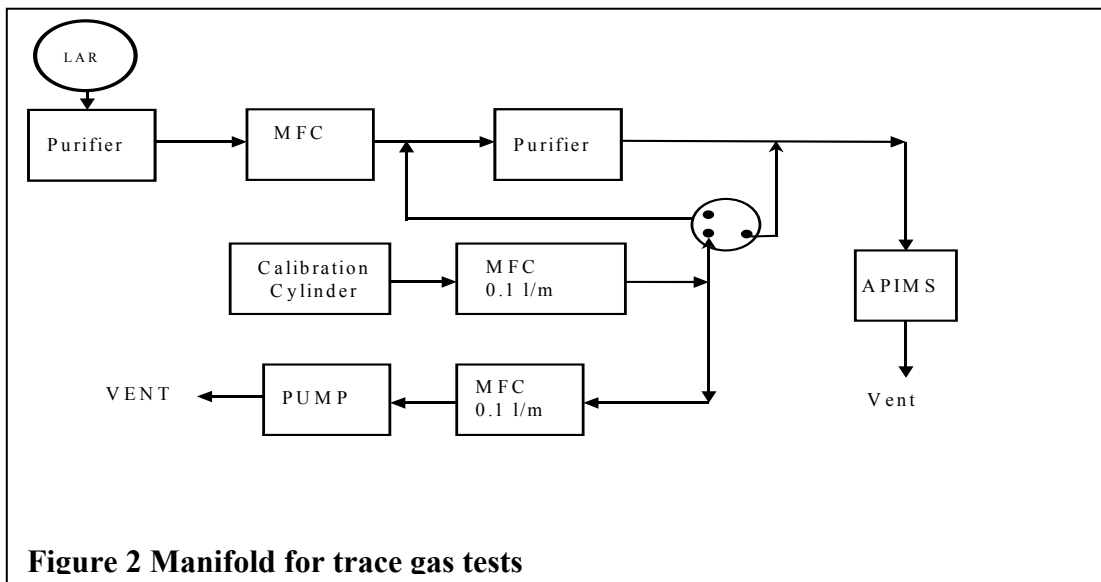 LAR
Purifier
MFC
Purifier
Calibration
Cylinder
MFC
0.1 l/m
APIMS
VENT
PUMP
MFC
0.1 l/m
Vent
Figure 2 Manifold for trace gas tests